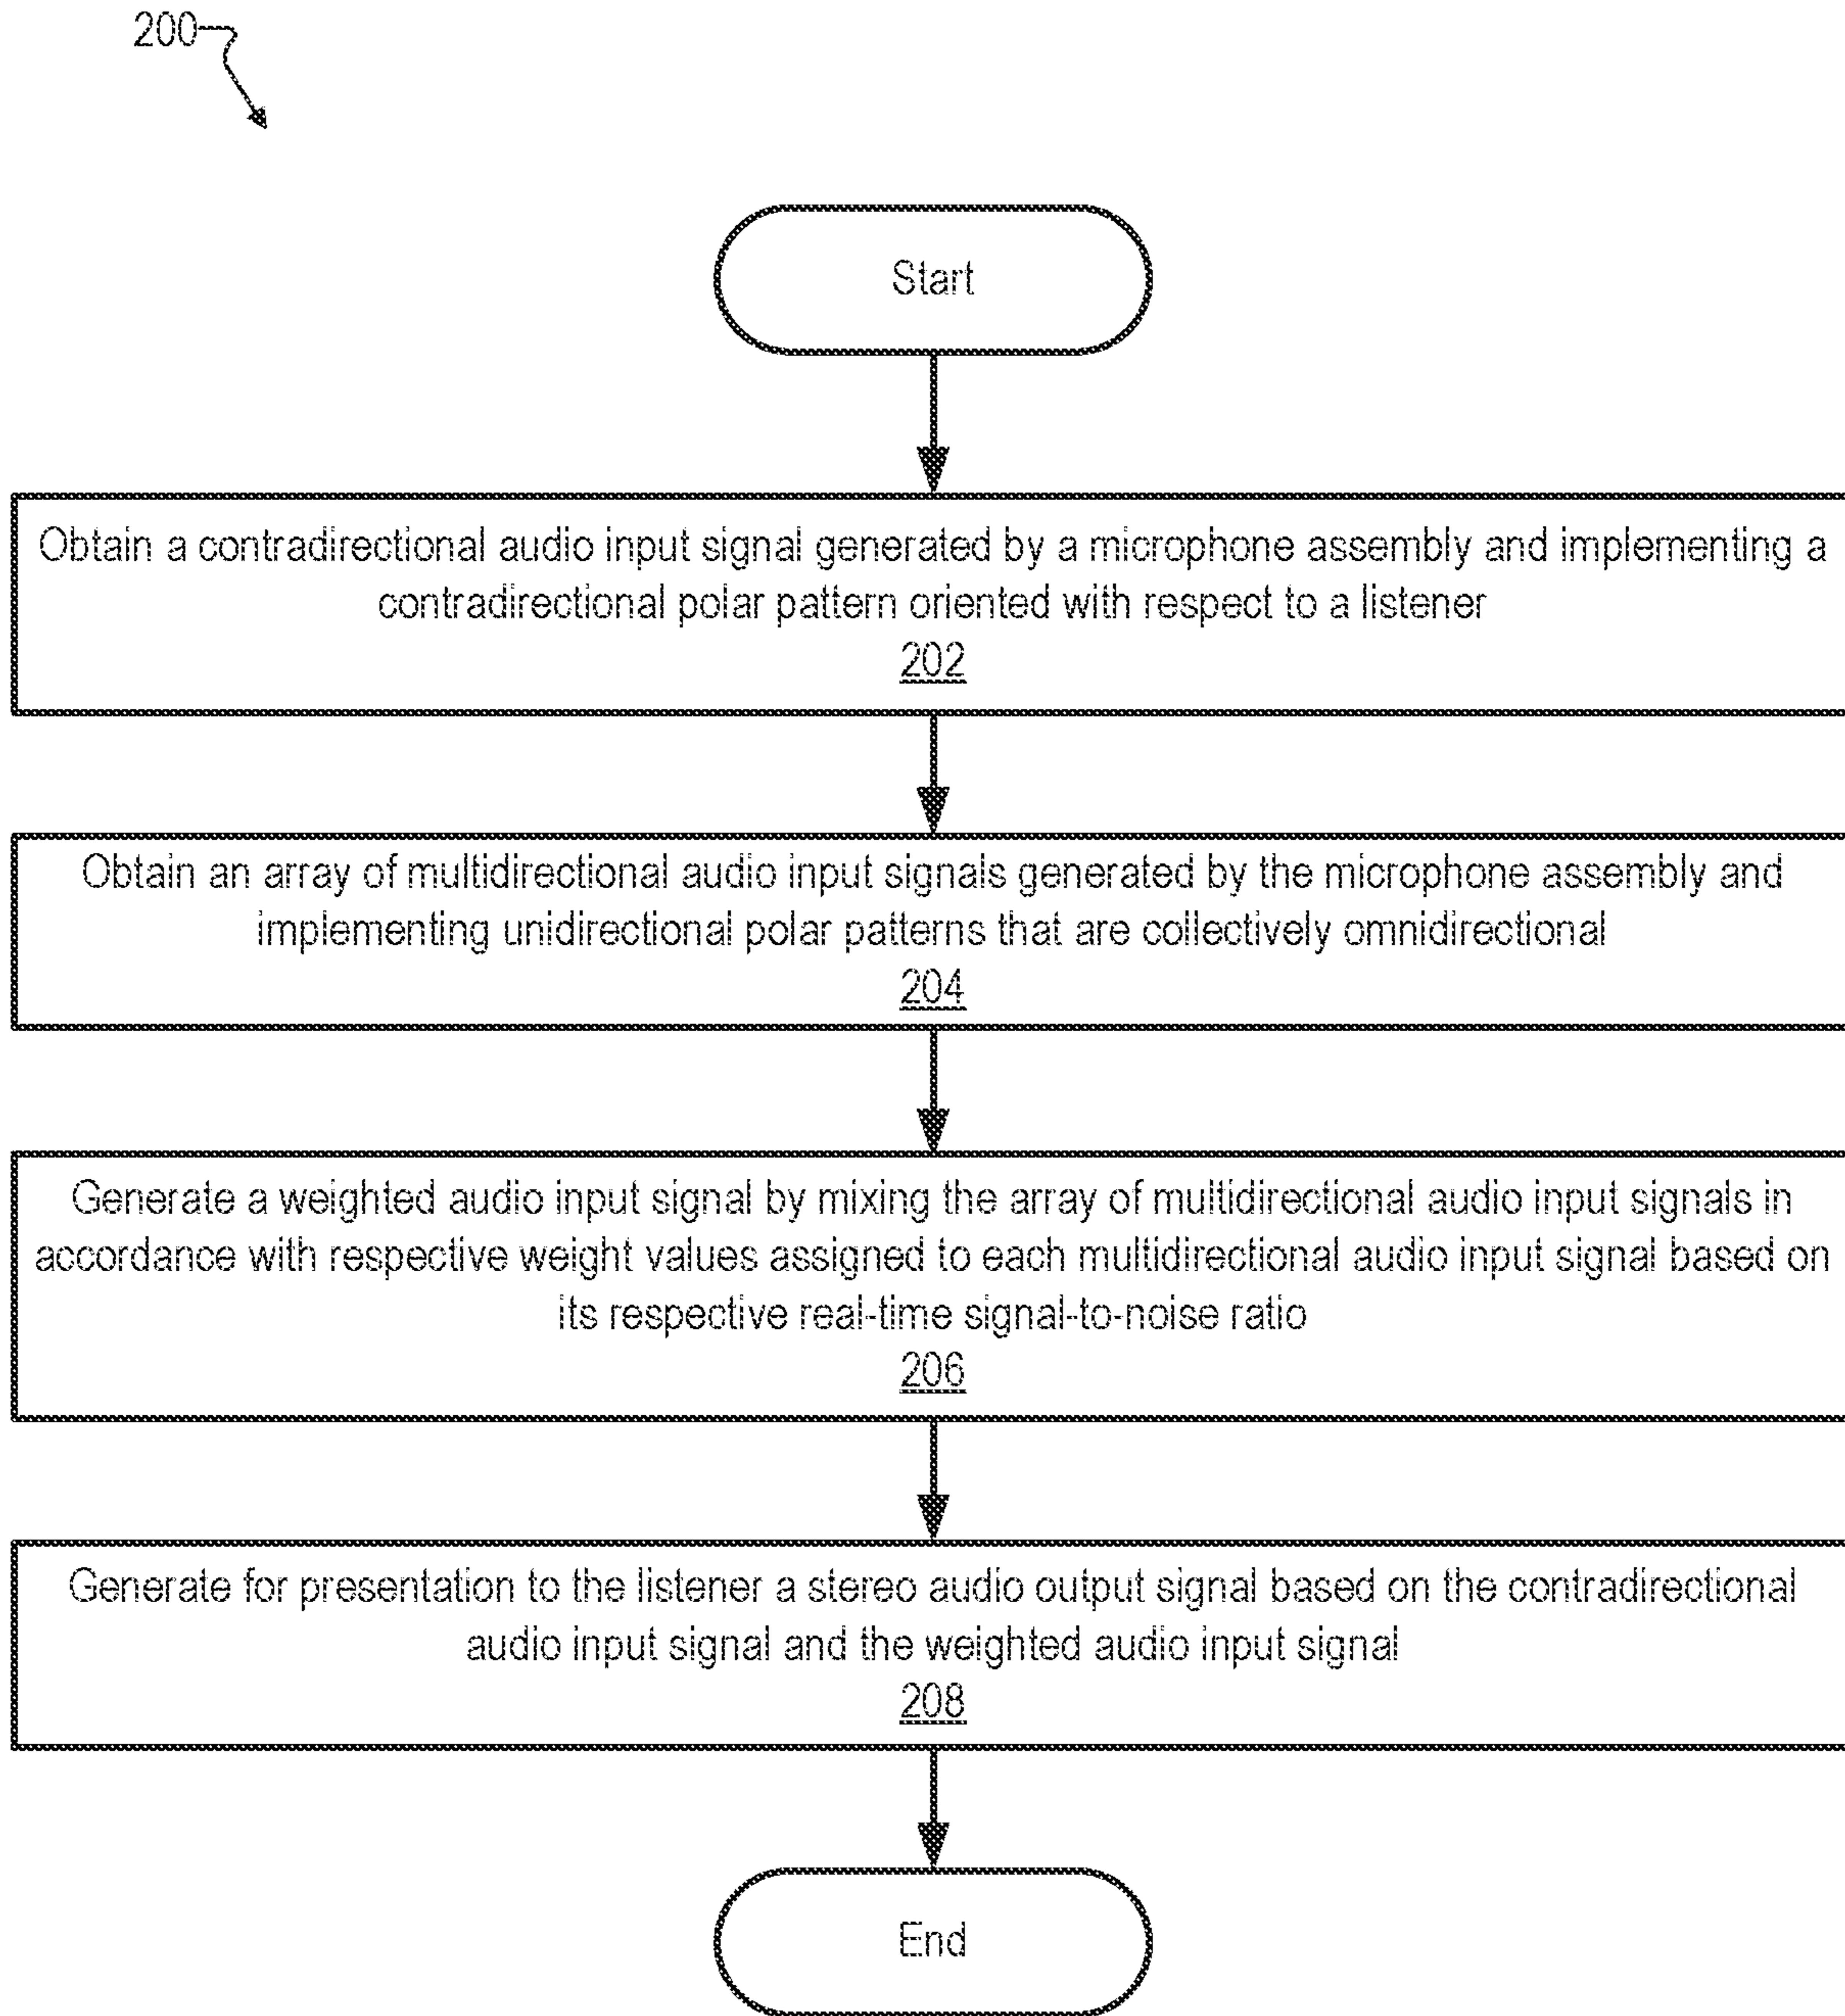 200
Start
Obtain a contradirectional audio input signal generated by a microphone assembly and implementing a
contradirectional polar pattern oriented with respect to a listener
202
Obtain an array of multidirectional audio input signals generated by the microphone assembly and
implementing unidirectional polar patterns that are collectively omnidirectional
204
Generate a weighted audio input signal by mixing the array of multidirectional audio input signals in
accordance with respective weight values assigned to each multidirectional audio input signal based on
its respective real-time signal-to-noise ratio
206
Generate for presentation to the listener a stereo audio output signal based on the contradirectional
audio input signal and the weighted audio input signal
208
End